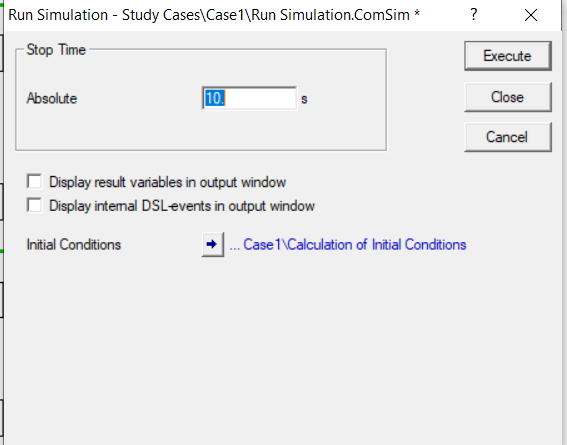 Run Simulation - Study Cases\Case1\Run Simulation.ComSim *
?
Stop Time
Execute
Absolute
10.
s
Close
Cancel
Display result variables in output window
Display internal DSL-events in output window
Initial Conditions
... Case1\Calculation of Initial Conditions